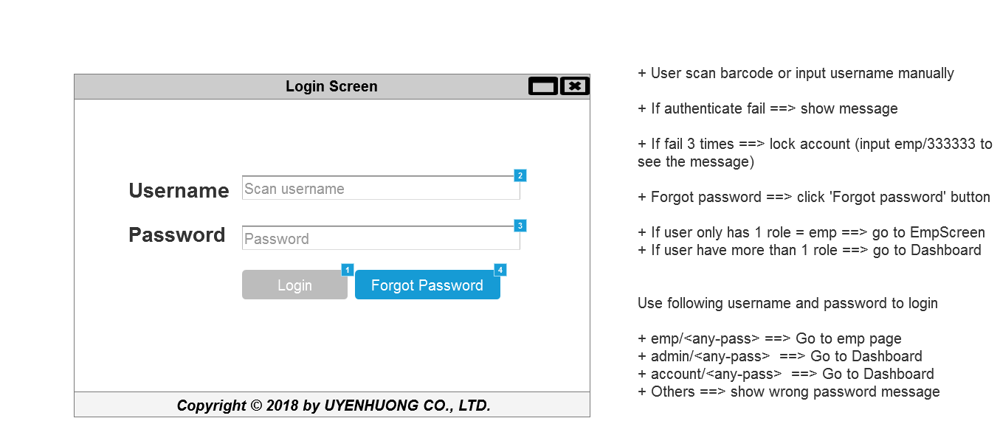 Login Screen
Username
Scan username
2
Password
Password
3
Login
1
Forgot Password
4
Copyright © 2018 by UYENHUONG CO., LTD.
+ User scan barcode or input username manually
+ If authenticate fail ==> show message
+ If fail 3 times ==> lock account (input emp/333333 to
see the message)
+ Forgot password ==> click 'Forgot password' button
+ If user only has 1 role = emp ==> go to EmpScreen
+ If user have more than 1 role ==> go to Dashboard
Use following username and password to login
+ emp/<any-pass> ==> Go to emp page
+ admin/<any-pass>  ==> Go to Dashboard
+ account/<any-pass>  ==> Go to Dashboard
+ Others ==> show wrong password message